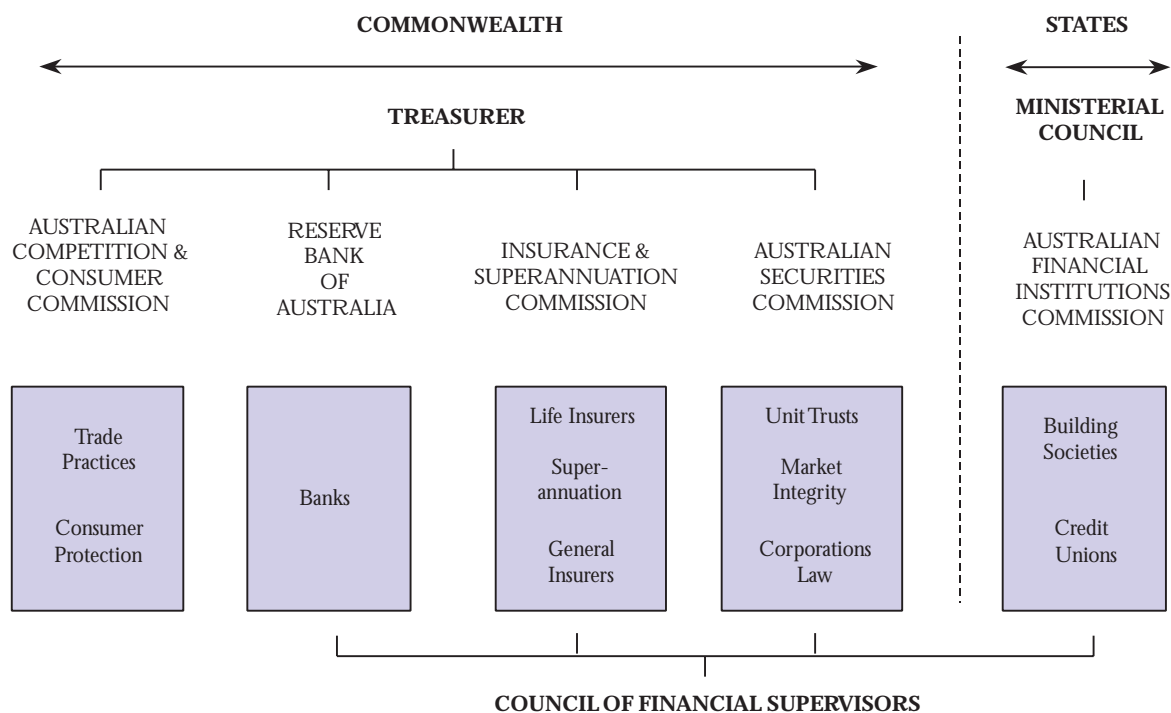 COMMONWEALTH
STATES
TREASURER
MINISTERIAL
COUNCIL
AUSTRALIAN
COMPETITION &
CONSUMER
COMMISSION
RESERVE
BANK
OF
AUSTRALIA
INSURANCE &
SUPERANNUATION
COMMISSION
AUSTRALIAN
SECURITIES
COMMISSION
AUSTRALIAN
FINANCIAL
INSTITUTIONS
COMMISSION
Trade
Practices
Consumer
Protection
Banks
Life Insurers
Super-
annuation
General
Insurers
Unit Trusts
Market
Integrity
Corporations
Law
Building
Societies
Credit
Unions
COUNCIL OF FINANCIAL SUPERVISORS